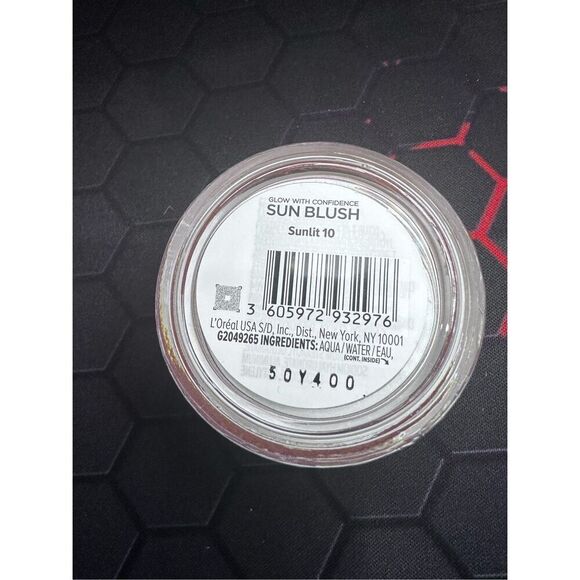 GLOW WITH CONFIDENCE
SUN BLUSH
Sunlit 10
3 605972 932976
L'Oréal USA S/D, Inc., Dist., New York, NY 10001
G2049265 INGREDIENTS: AQUA / WATER / EAU,
(CONT. INSIDE)
50Y400